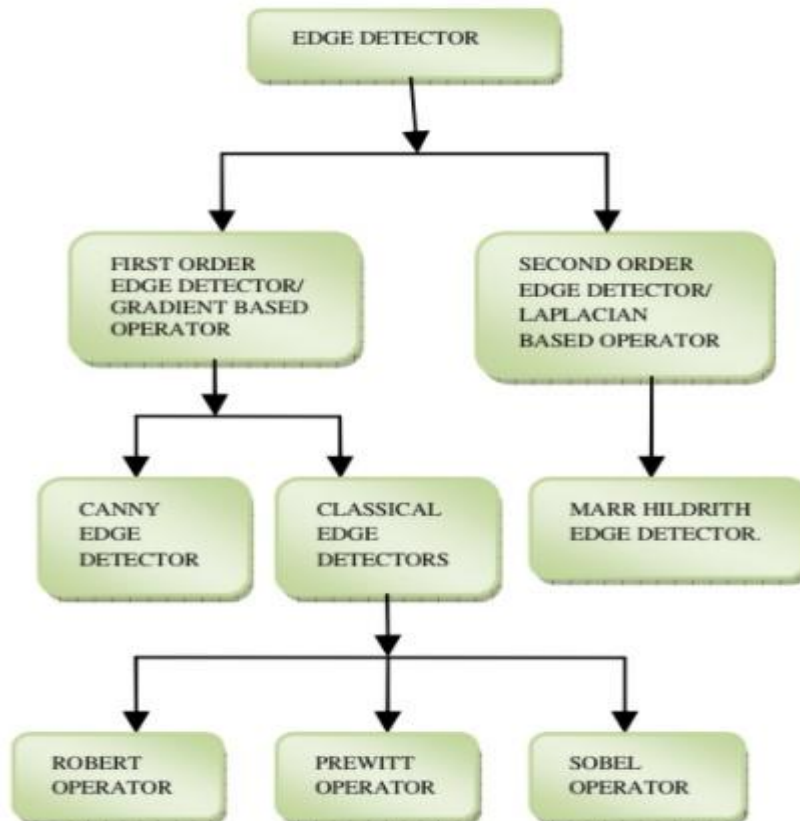 EDGE DETECTOR
FIRST ORDER
EDGE DETECTOR/
GRADIENT BASED
OPERATOR
SECOND ORDER
EDGE DETECTOR/
LAPLACIAN
BASED OPERATOR
CANNY
EDGE
DETECTOR
CLASSICAL
EDGE
DETECTORS
MARR HILDRITH
EDGE DETECTOR.
ROBERT
OPERATOR
PREWITT
OPERATOR
SOBEL
OPERATOR